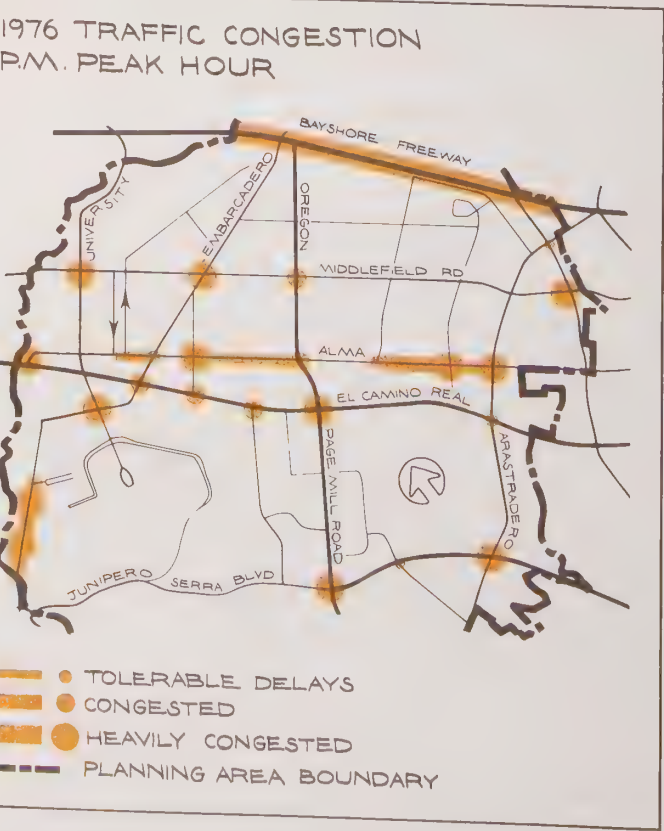 1976 TRAFFIC CONGESTION
P.M. PEAK HOUR
BAYSHORE FREEWAY
UNIVERSITY
EMBARCADERO
OREGON
MIDDLEFIELD RD
ALMA
EL CAMINO REAL
PAGE MILL ROAD
ARASTRADERO
JUNIPERO SERRA BLVD
TOLERABLE DELAYS
CONGESTED
HEAVILY CONGESTED
PLANNING AREA BOUNDARY